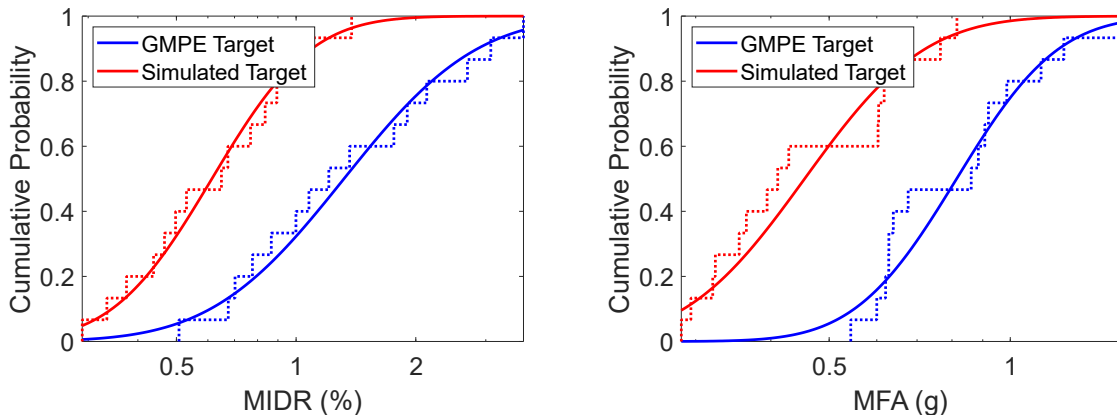 Cumulative Probability
1
0.8
0.6
0.4
0.2
0
GMPE Target
Simulated Target
0.5
1
2
MIDR (%)
Cumulative Probability
1
0.8
0.6
0.4
0.2
0
GMPE Target
Simulated Target
0.5
1
MFA (g)